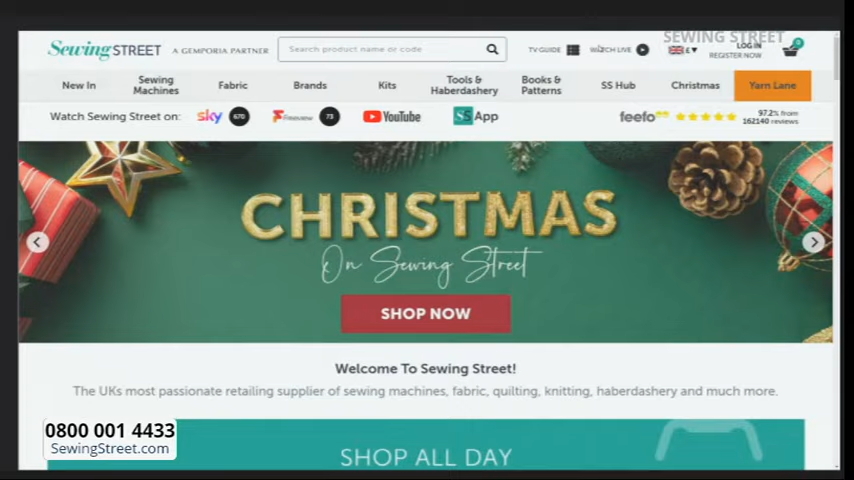 SEWING STREET
Sewing STREET
A GEMPORIA PARTNER
Search product name or code
TV GUIDE
WATCH LIVE
£
LOG IN
REGISTER NOW
0
New In
Sewing Machines
Fabric
Brands
Kits
Tools & Haberdashery
Books & Patterns
SS Hub
Christmas
Yarn Lane
Watch Sewing Street on:
sky
670
Freeview
73
YouTube
SS App
feefo
97.2% from
162140 reviews
CHRISTMAS
On Sewing Street
SHOP NOW
Welcome To Sewing Street!
The UKs most passionate retailing supplier of sewing machines, fabric, quilting, knitting, haberdashery and much more.
0800 001 4433
SewingStreet.com
SHOP ALL DAY